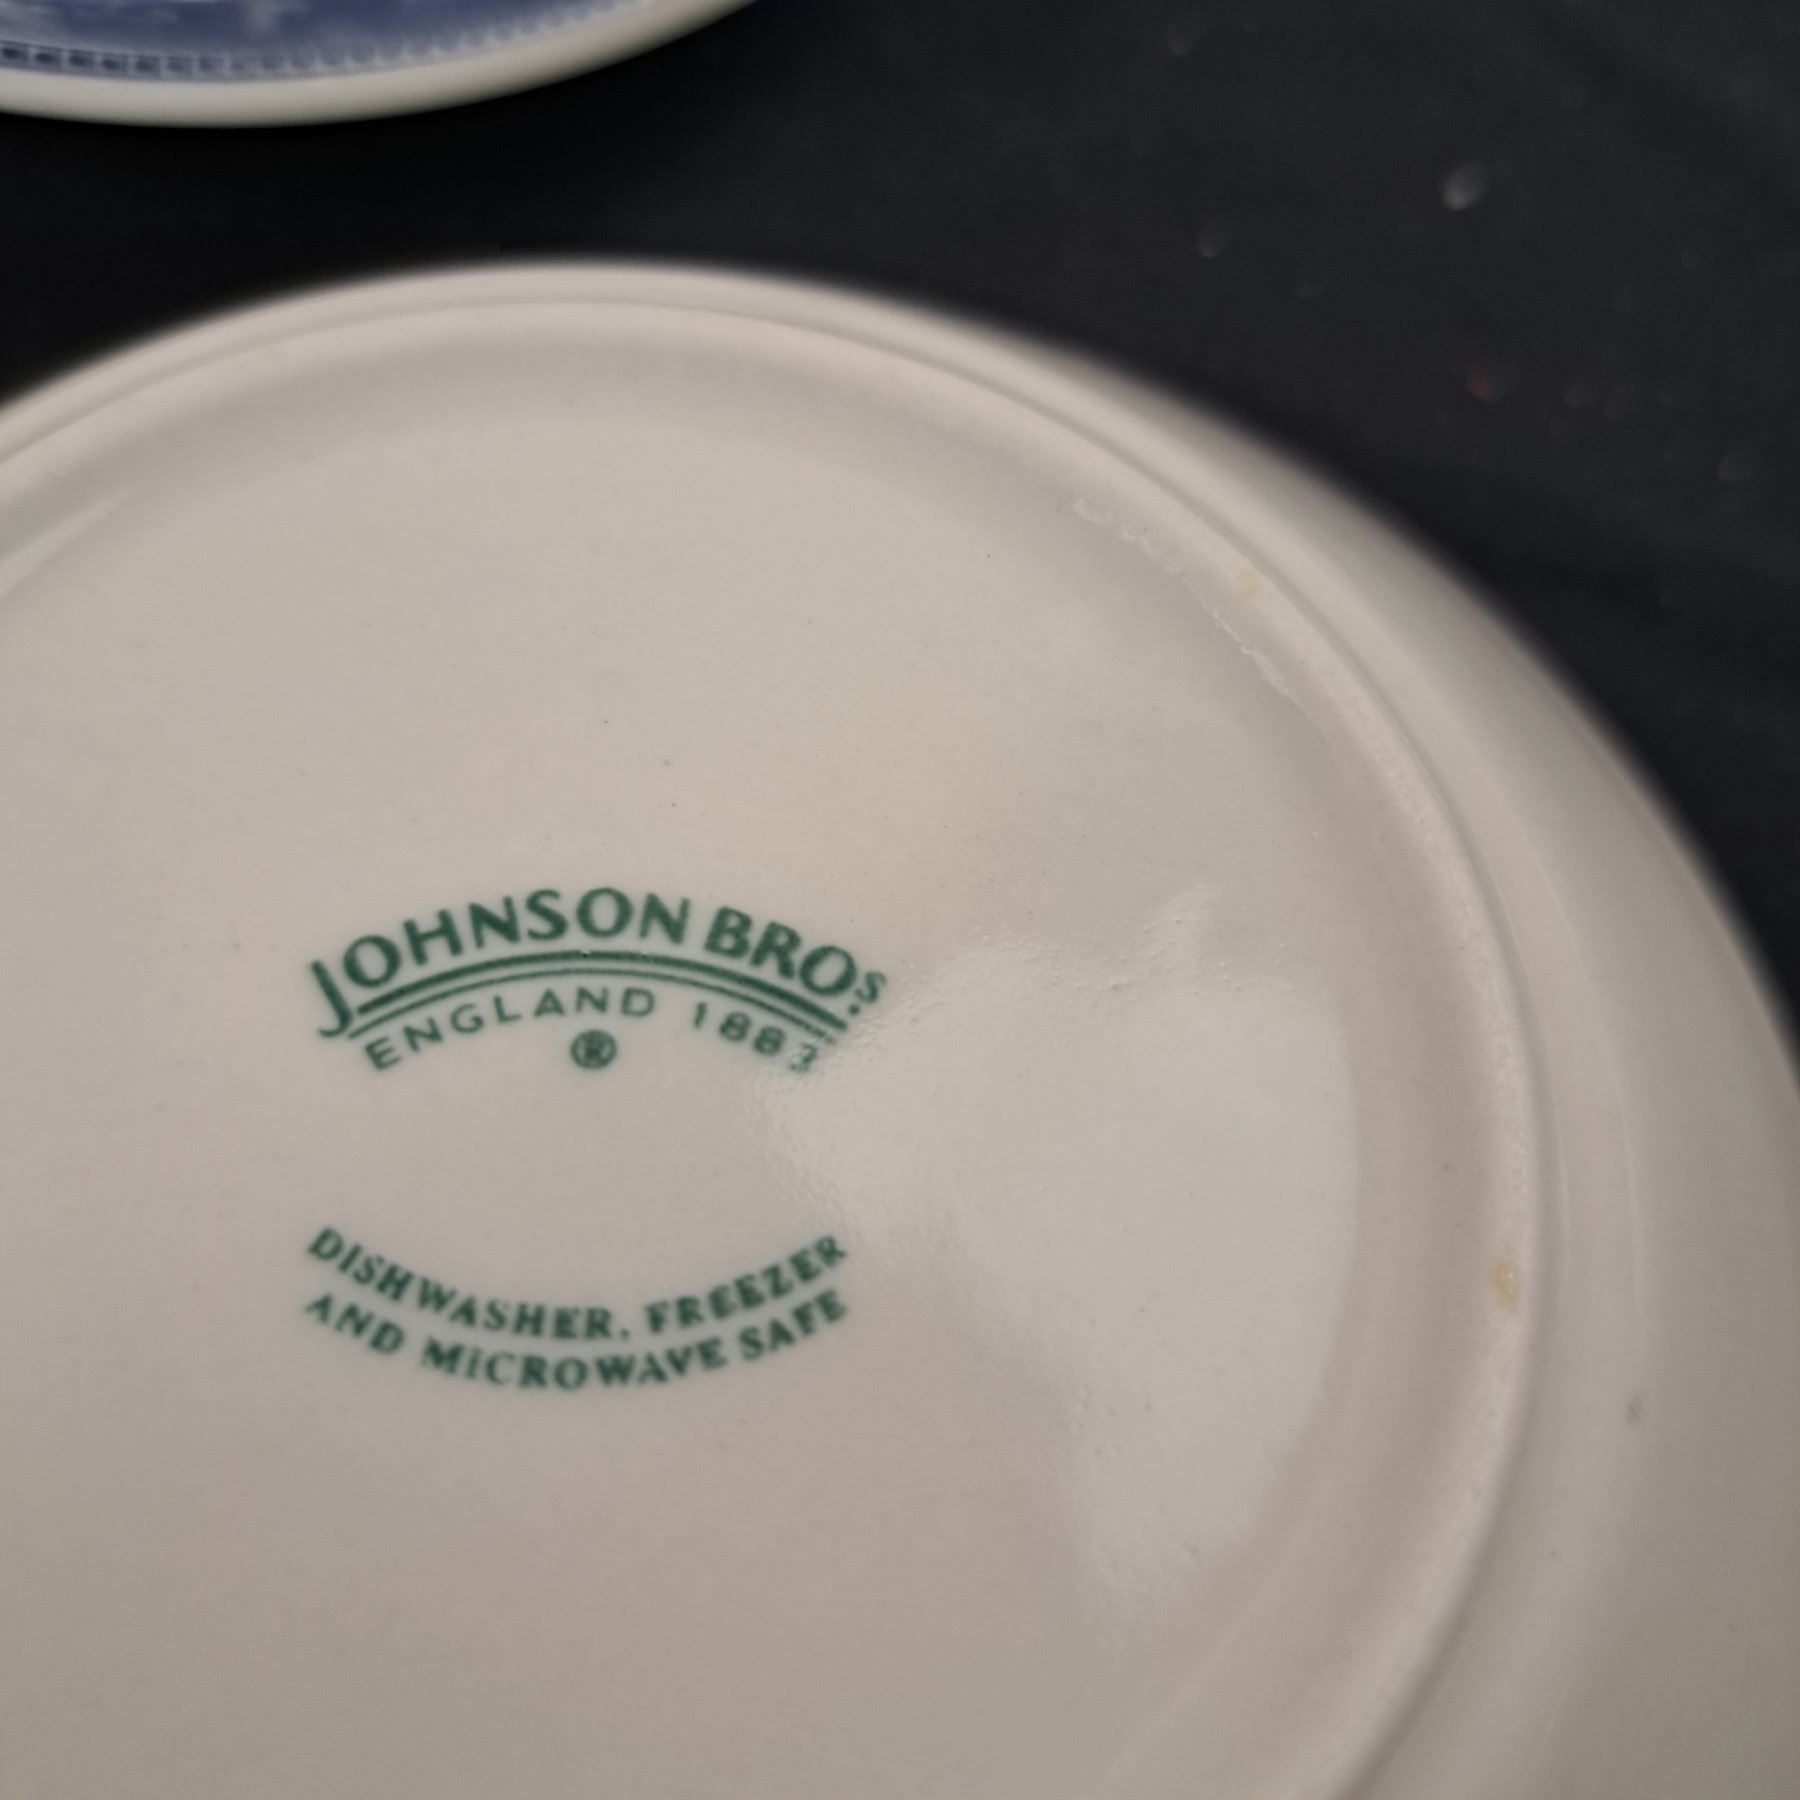 JOHNSON BROS.
ENGLAND 1883
®
DISHWASHER, FREEZER
AND MICROWAVE SAFE